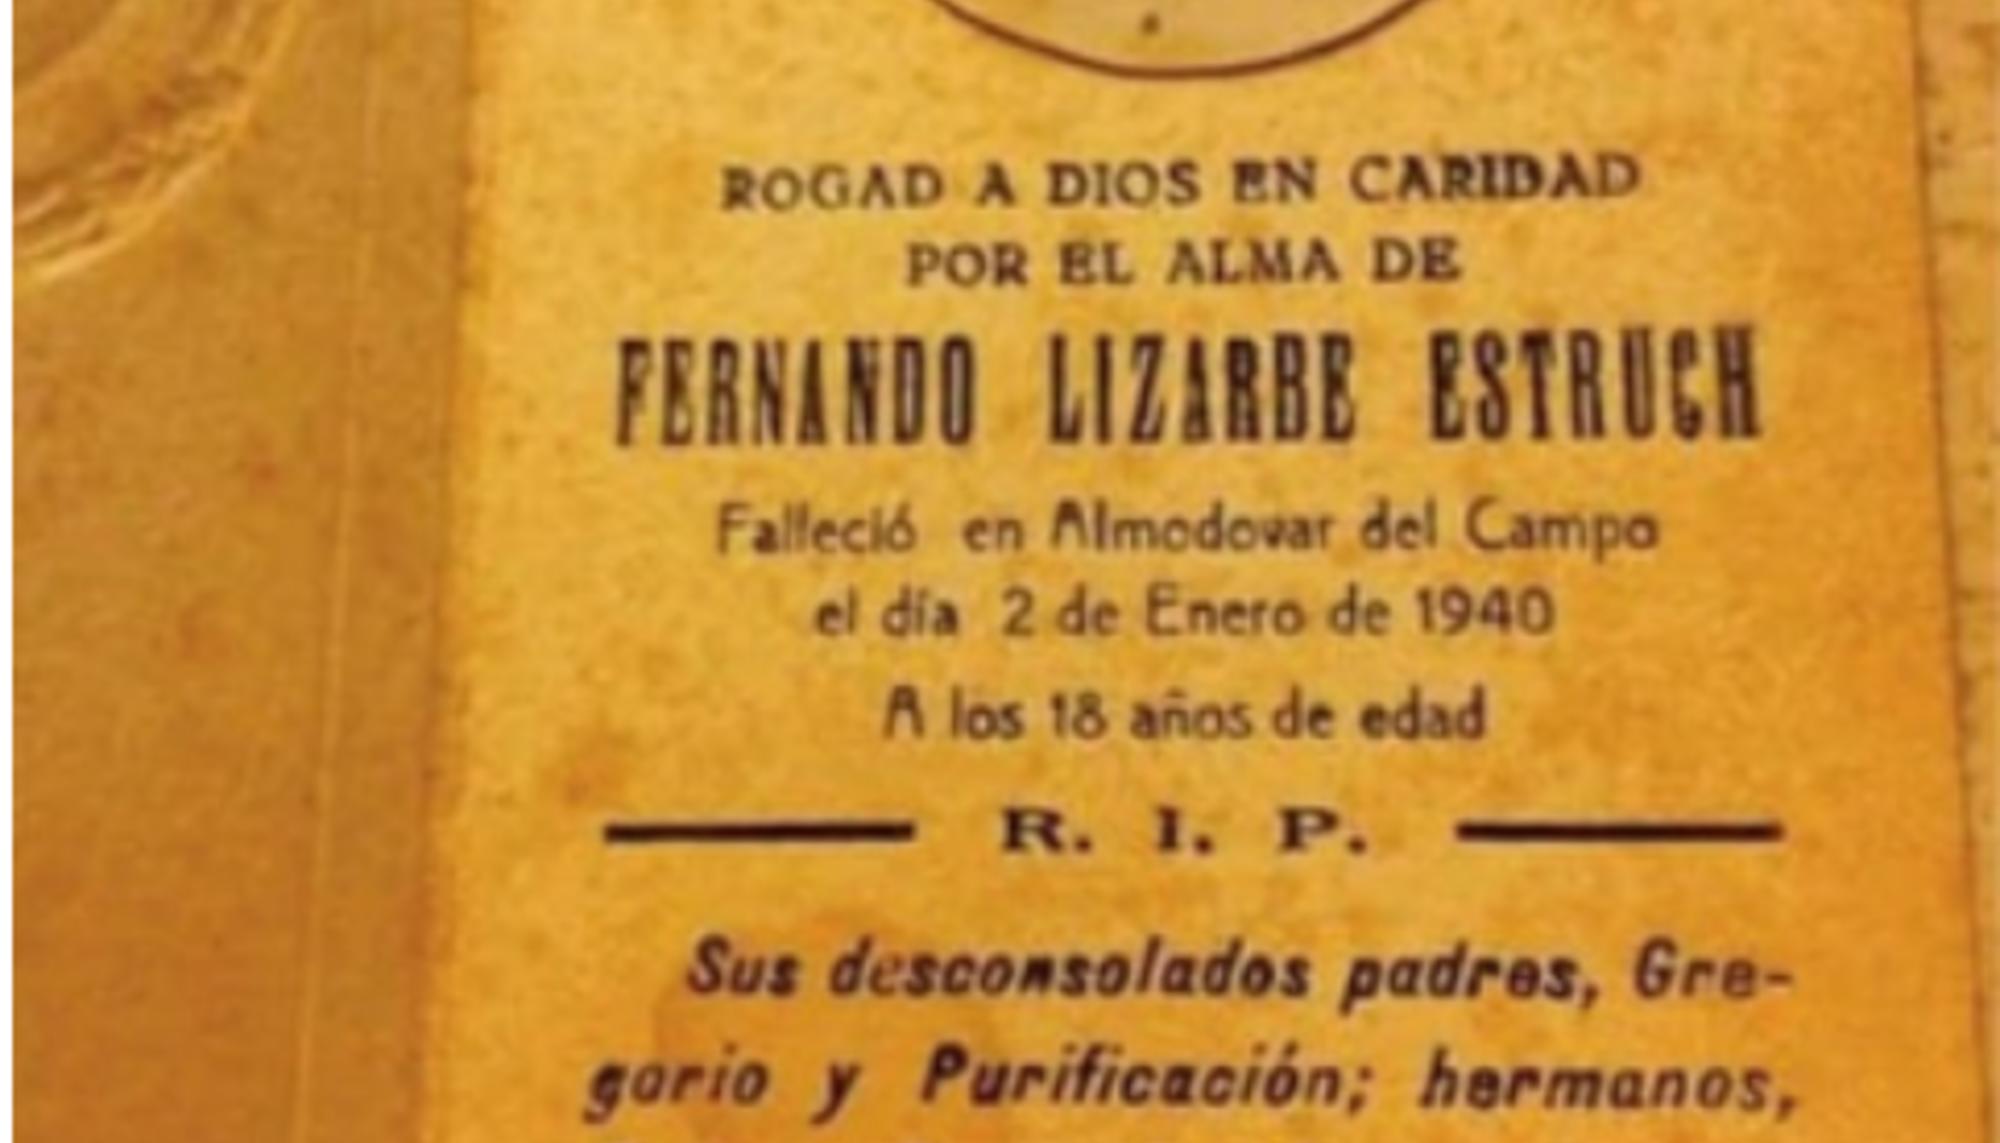 ROGAD A DIOS EN CARIDAD
POR EL ALMA DE
FERNANDO LIZARBE ESTRUCH
Falleció en Almodovar del Campo
el día 2 de Enero de 1940
A los 18 años de edad
R. I. P.
Sus desconsolados padres, Gre-
gorio y Purificación; hermanos,